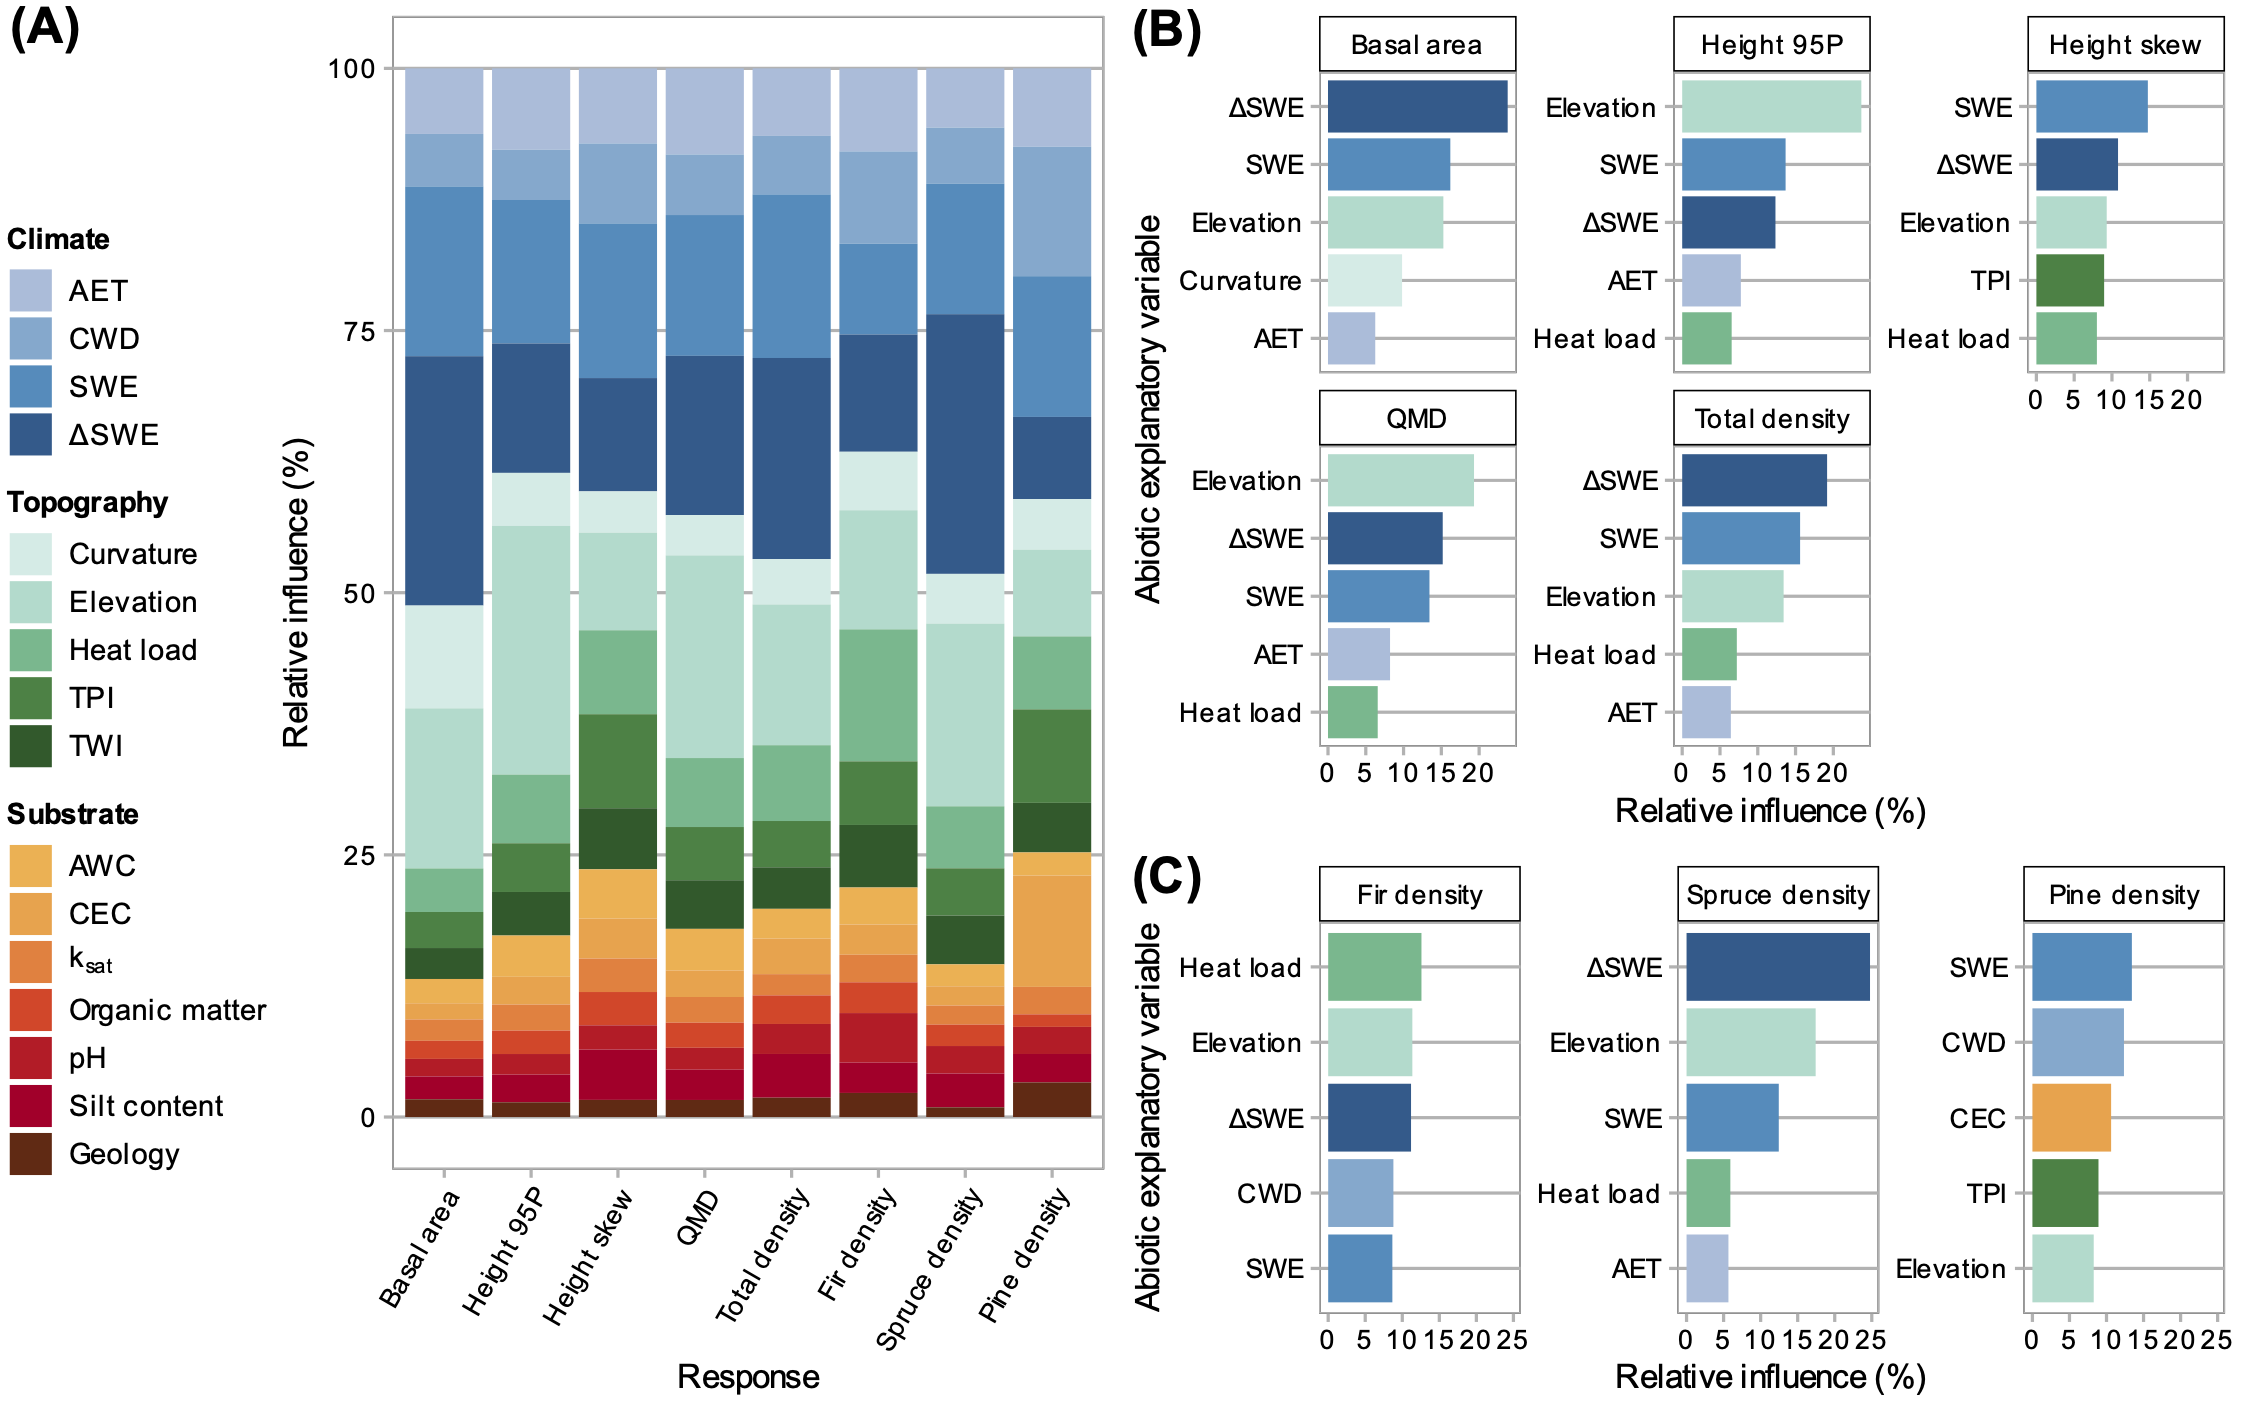 (A)
Climate
AET
CWD
SWE
ΔSWE
Topography
Curvature
Elevation
Heat load
TPI
TWI
Substrate
AWC
CEC
ksat
Organic matter
pH
Silt content
Geology
Relative influence (%)
100
75
50
25
0
Basal area
Height 95P
Height skew
QMD
Total density
Fir density
Spruce density
Pine density
Response
(B)
Abiotic explanatory variable
Basal area
ΔSWE
SWE
Elevation
Curvature
AET
Height 95P
Elevation
SWE
ΔSWE
AET
Heat load
Height skew
SWE
ΔSWE
Elevation
TPI
Heat load
0 5 10 15 20
QMD
Elevation
ΔSWE
SWE
AET
Heat load
0 5 10 15 20
Total density
ΔSWE
SWE
Elevation
Heat load
AET
0 5 10 15 20
Relative influence (%)
(C)
Abiotic explanatory variable
Fir density
Heat load
Elevation
ΔSWE
CWD
SWE
0 5 10 15 20 25
Spruce density
ΔSWE
Elevation
SWE
Heat load
AET
0 5 10 15 20 25
Pine density
SWE
CWD
CEC
TPI
Elevation
0 5 10 15 20 25
Relative influence (%)